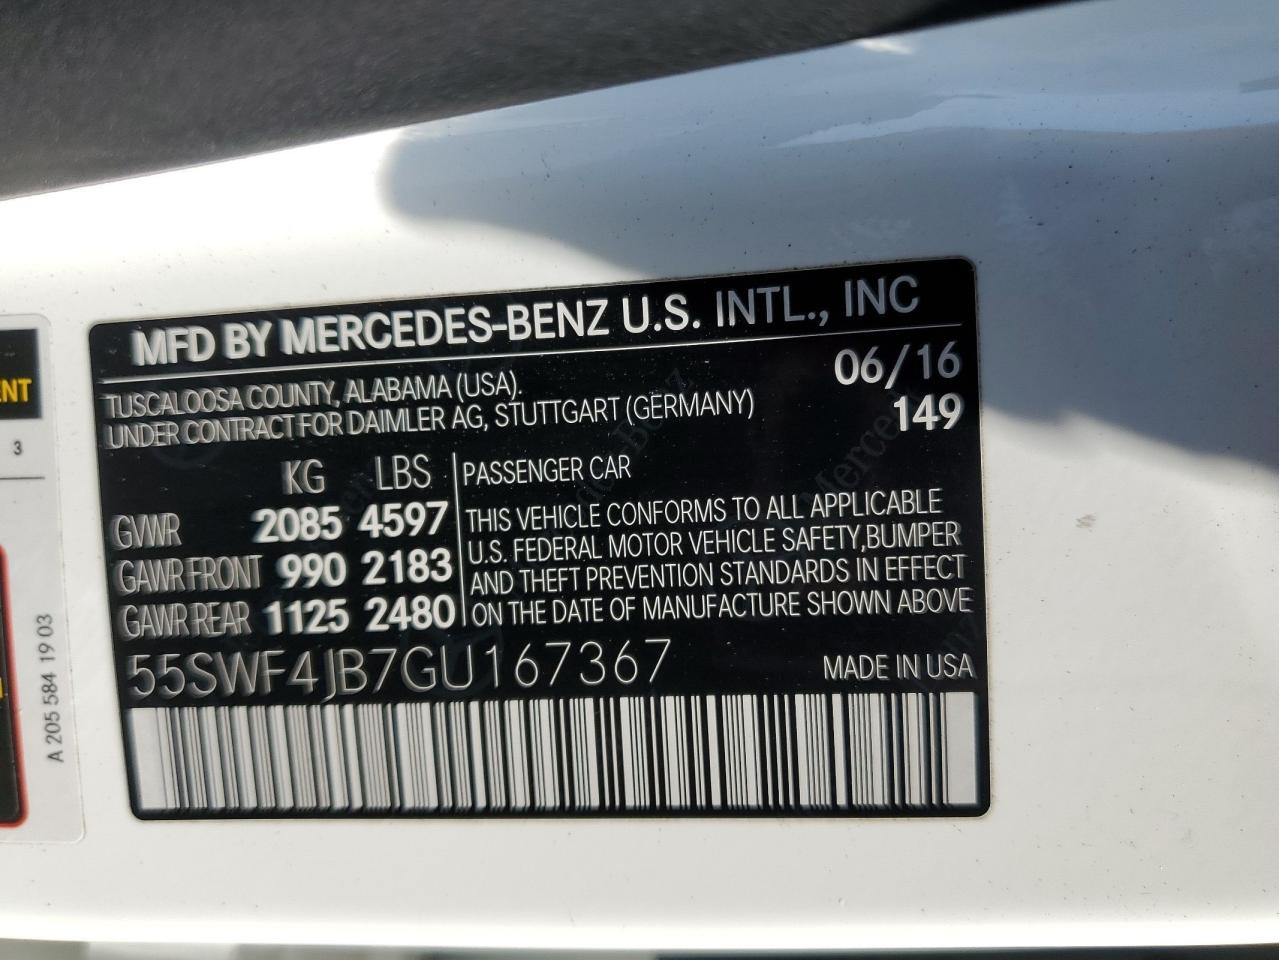 MFD BY MERCEDES-BENZ U.S. INTL., INC
TUSCALOOSA COUNTY, ALABAMA (USA). 06/16
UNDER CONTRACT FOR DAIMLER AG, STUTTGART (GERMANY) 149
KG LBS PASSENGER CAR
GVWR 2085 4597
GAWR FRONT 990 2183
GAWR REAR 1125 2480
THIS VEHICLE CONFORMS TO ALL APPLICABLE
U.S. FEDERAL MOTOR VEHICLE SAFETY, BUMPER
AND THEFT PREVENTION STANDARDS IN EFFECT
ON THE DATE OF MANUFACTURE SHOWN ABOVE
55SWF4JB7GU167367 MADE IN USA
ENT
3
A 205 584 19 03